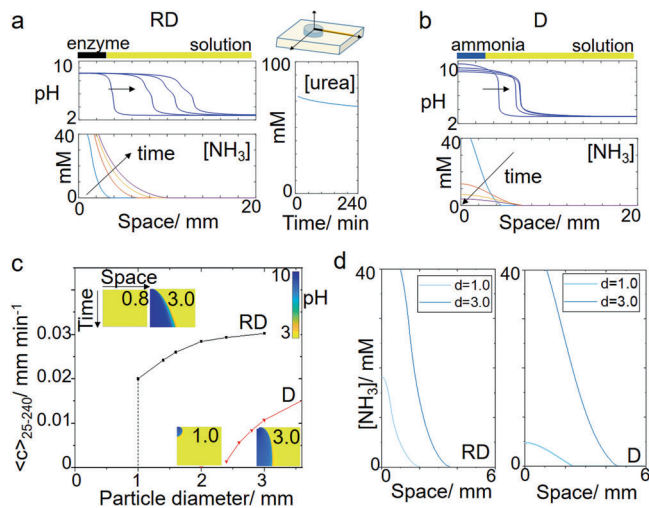 a
RD
enzyme
solution
10
pH
2
40
mM
[NH3]
time
0
0
20
Space/ mm
[urea]
100
mM
0
0
240
Time/ min
b
D
ammonia
solution
10
pH
2
40
mM
[NH3]
time
0
0
20
Space/ mm
c
Space
Time
0.8
3.0
10
pH
3
0.03
0.02
0.01
0
<c>25-240/ mm min-1
RD
D
1.0
3.0
0
1
2
3
Particle diameter/ mm
d
40
d=1.0
d=3.0
[NH3]/ mM
RD
0
0
6
Space/ mm
40
d=1.0
d=3.0
D
0
0
6
Space/ mm